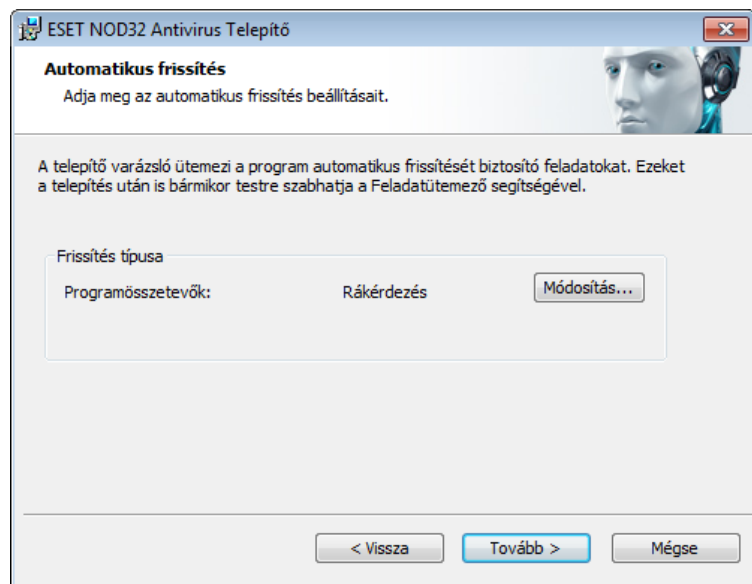 ESET NOD32 Antivirus Telepítő
Automatikus frissítés
Adja meg az automatikus frissítés beállításait.
A telepítő varázsló ütemezi a program automatikus frissítését biztosító feladatokat. Ezeket
a telepítés után is bármikor testre szabhatja a Feladatütemező segítségével.
Frissítés típusa
Programösszetevők: Rákérdezés Módosítás...
< Vissza Tovább > Mégse